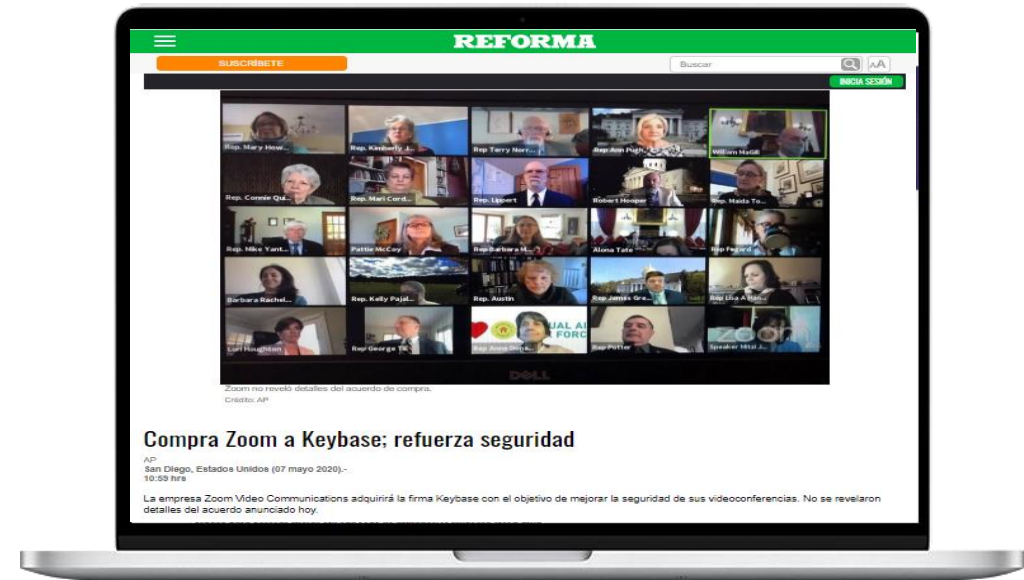 REFORMA
SUSCRÍBETE
Buscar
AA
INICIA SESIÓN
Rep. Mary How...
Rep. Kimberly J...
Rep Terry Norr...
Rep Ann Pugh,
William MaGill
Rep. Connie Qui...
Rep. Mari Cord...
Rep. Lippert
Robert Hooper
Rep. Maida To...
Rep. Mike Yant...
Pattie McCoy
Rep Barbara M...
Alona Tate
Rep Fegard
Barbara Rachel...
Rep. Kelly Pajal...
Rep. Austin
Rep James Gre...
Rep Lisa A Han...
Lori Houghton
Rep George Till
Rep Anne Donk...
UAL
FORC
Rep Potter
Speaker Mitzi J...
zoom
DELL
Zoom no reveló detalles del acuerdo de compra.
Crédito: AP
Compra Zoom a Keybase; refuerza seguridad
AP
San Diego, Estados Unidos (07 mayo 2020).-
10:59 hrs
La empresa Zoom Video Communications adquirirá la firma Keybase con el objetivo de mejorar la seguridad de sus videoconferencias. No se revelaron
detalles del acuerdo anunciado hoy.